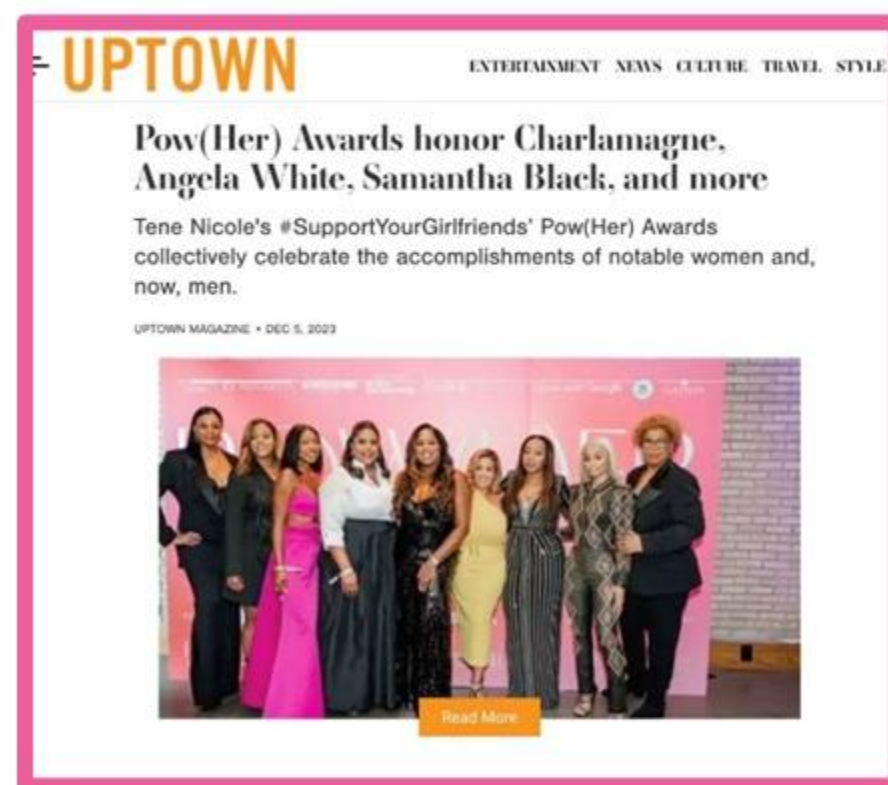 UPTOWN
ENTERTAINMENT NEWS CULTURE TRAVEL STYLE
Pow(Her) Awards honor Charlamagne,
Angela White, Samantha Black, and more
Tene Nicole's #SupportYourGirlfriends' Pow(Her) Awards
collectively celebrate the accomplishments of notable women and,
now, men.
UPTOWN MAGAZINE • DEC 5, 2023
Read More